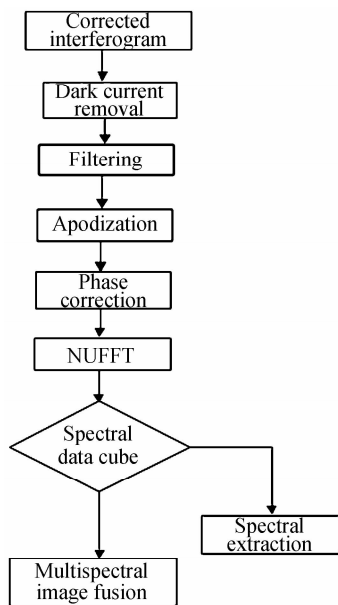 Corrected
interferogram
Dark current
removal
Filtering
Apodization
Phase
correction
NUFFT
Spectral
data cube
Spectral
extraction
Multispectral
image fusion